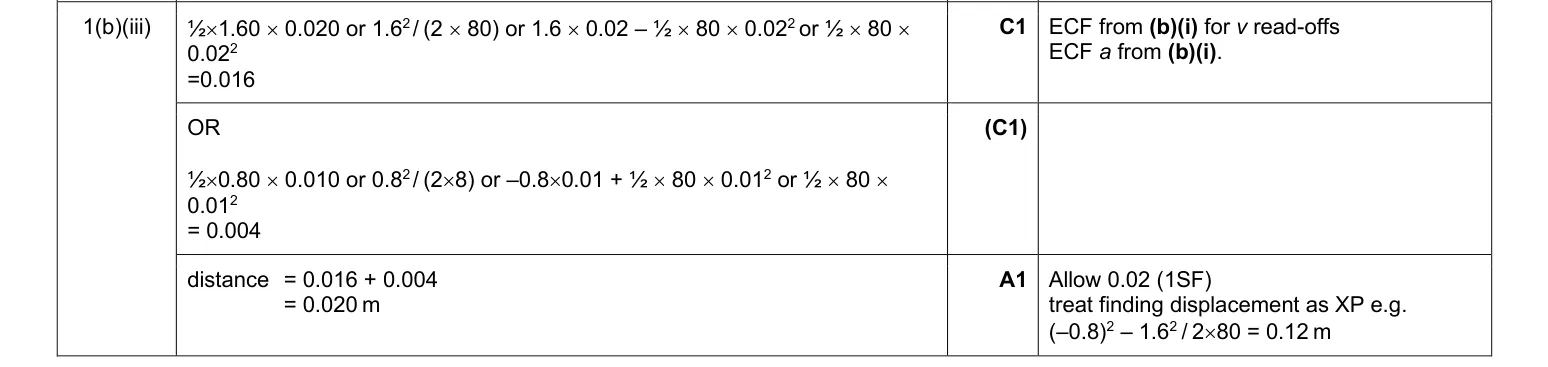 1(b)(iii)
½×1.60 × 0.020 or 1.6² / (2 × 80) or 1.6 × 0.02 – ½ × 80 × 0.02² or ½ × 80 ×
0.02²
=0.016
C1
ECF from (b)(i) for v read-offs
ECF a from (b)(i).
OR
(C1)
½×0.80 × 0.010 or 0.8² / (2×8) or –0.8×0.01 + ½ × 80 × 0.01² or ½ × 80 ×
0.01²
= 0.004
distance = 0.016 + 0.004
= 0.020 m
A1
Allow 0.02 (1SF)
treat finding displacement as XP e.g.
(–0.8)² – 1.6² / 2×80 = 0.12 m